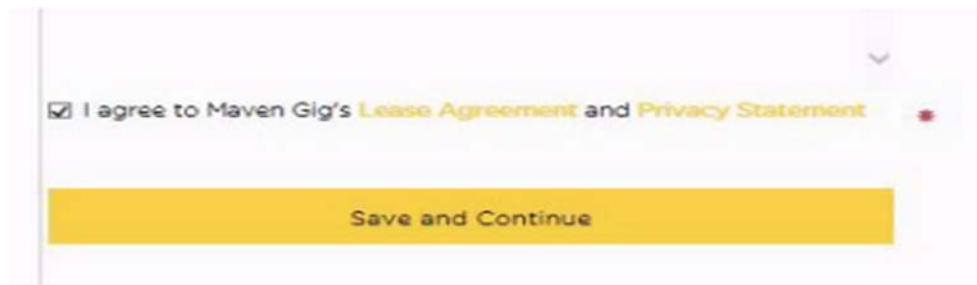 I agree to Maven Gig's Lease Agreement and Privacy Statement *
Save and Continue